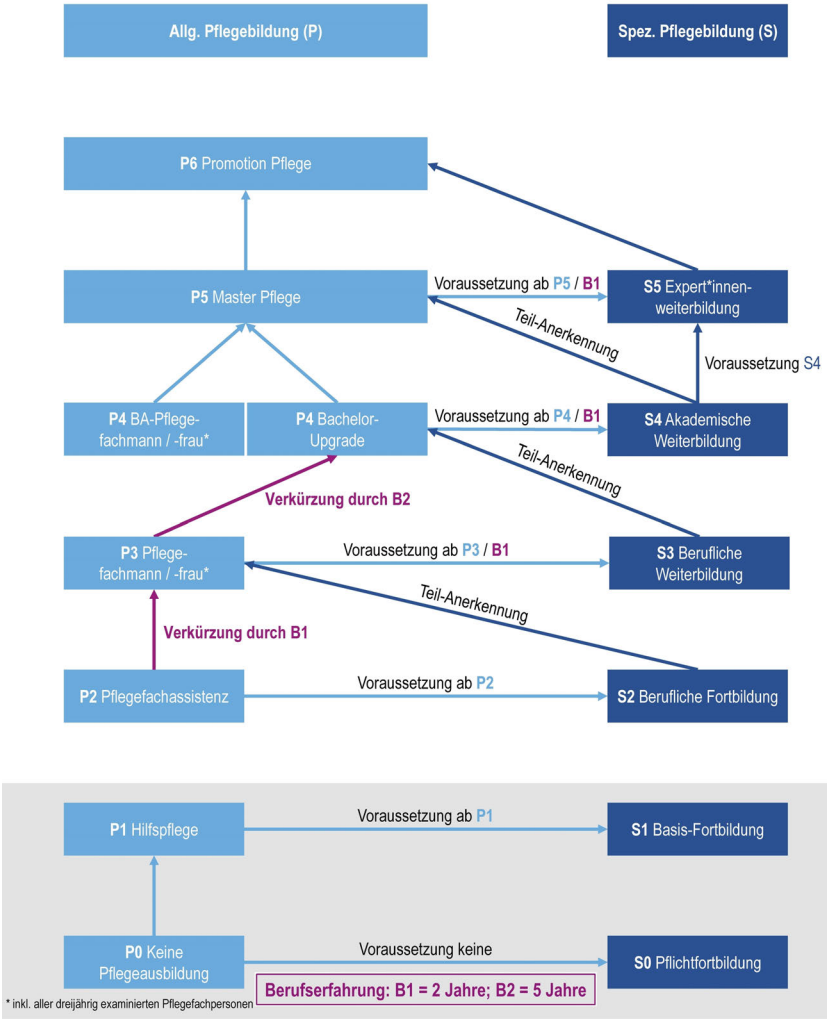 Allg. Pflegebildung (P)
Spez. Pflegebildung (S)
P6 Promotion Pflege
P5 Master Pflege
Voraussetzung ab P5 / B1
S5 Expert*innen-
weiterbildung
Teil-Anerkennung
Voraussetzung S4
P4 BA-Pflege-
fachmann / -frau*
P4 Bachelor-
Upgrade
Voraussetzung ab P4 / B1
S4 Akademische
Weiterbildung
Teil-Anerkennung
Verkürzung durch B2
P3 Pflege-
fachmann / -frau*
Voraussetzung ab P3 / B1
S3 Berufliche
Weiterbildung
Teil-Anerkennung
Verkürzung durch B1
P2 Pflegefachassistenz
Voraussetzung ab P2
S2 Berufliche Fortbildung
P1 Hilfspflege
Voraussetzung ab P1
S1 Basis-Fortbildung
P0 Keine
Pflegeausbildung
Voraussetzung keine
S0 Pflichtfortbildung
Berufserfahrung: B1 = 2 Jahre; B2 = 5 Jahre
* inkl. aller dreijährig examinierten Pflegefachpersonen